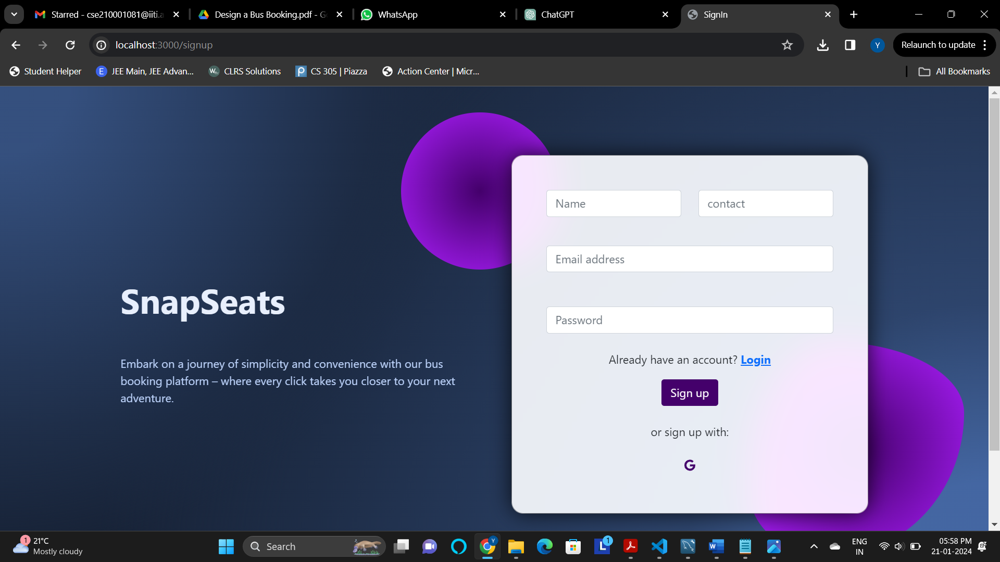 Starred - cse210001081@iiti.a
Design a Bus Booking.pdf - Go
WhatsApp
ChatGPT
SignIn
localhost:3000/signup
Y
Relaunch to update
Student Helper
E
JEE Main, JEE Advan...
CLRS Solutions
CS 305 | Piazza
Action Center | Micr...
All Bookmarks
Name
contact
Email address
SnapSeats
Password
Embark on a journey of simplicity and convenience with our bus
booking platform – where every click takes you closer to your next
adventure.
Already have an account? Login
Sign up
or sign up with:
G
1
21°C
Mostly cloudy
Search
Y
L
1
W
ENG
IN
05:58 PM
21-01-2024